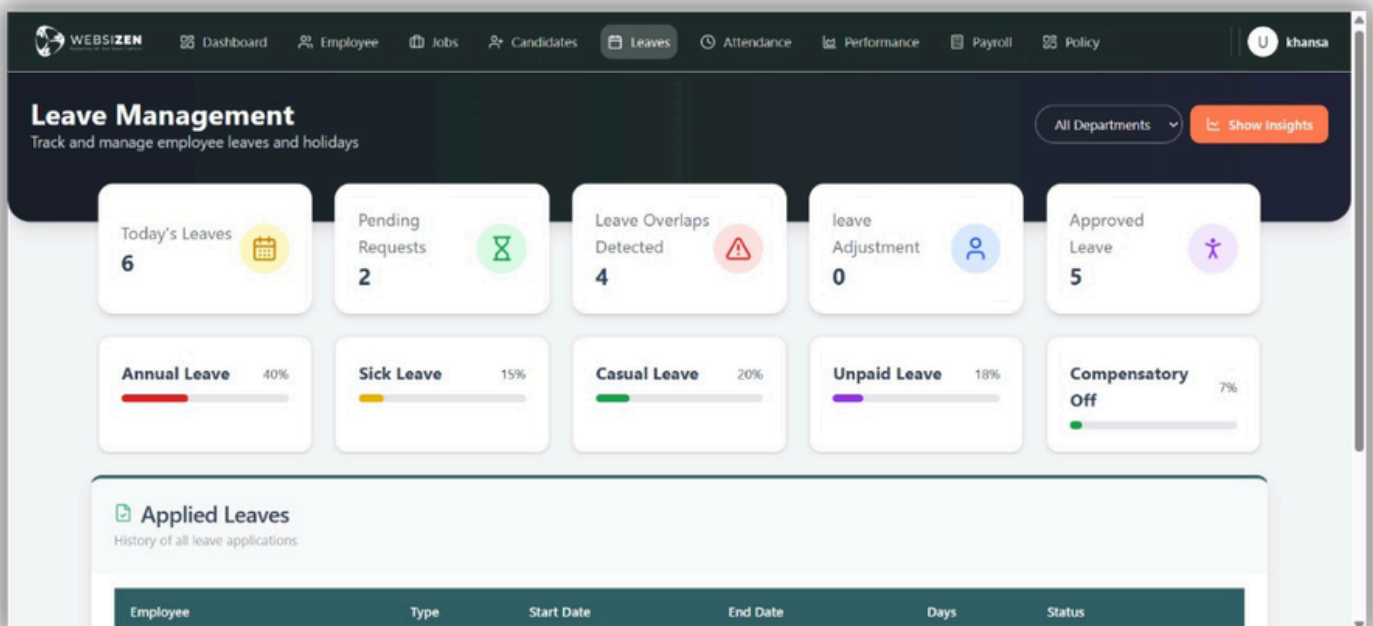 WEBSIZEN
Dashboard
Employee
Jobs
Candidates
Leaves
Attendance
Performance
Payroll
Policy
U
khansa
Leave Management
Track and manage employee leaves and holidays
All Departments
Show Insights
Today's Leaves
6
Pending
Requests
2
Leave Overlaps
Detected
4
leave
Adjustment
0
Approved
Leave
5
Annual Leave 40%
Sick Leave 15%
Casual Leave 20%
Unpaid Leave 18%
Compensatory
Off
7%
Applied Leaves
History of all leave applications
Employee Type Start Date End Date Days Status